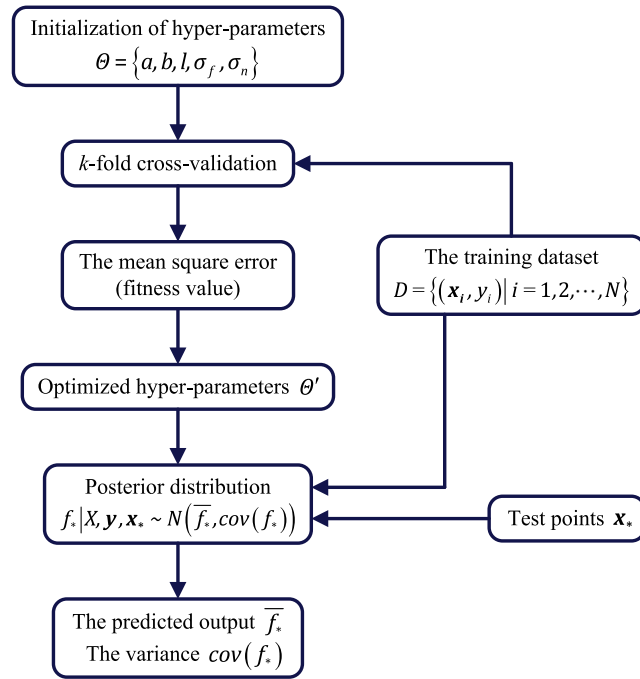 Initialization of hyper-parameters
Θ = {a, b, l, σ_f, σ_n}
k-fold cross-validation
The mean square error
(fitness value)
The training dataset
D = {(x_i, y_i)| i = 1,2,⋯,N}
Optimized hyper-parameters Θ′
Posterior distribution
f_*|X, y, x_* ~ N(f̅_*, cov(f_*))
Test points x_*
The predicted output f̅_*
The variance cov(f_*)